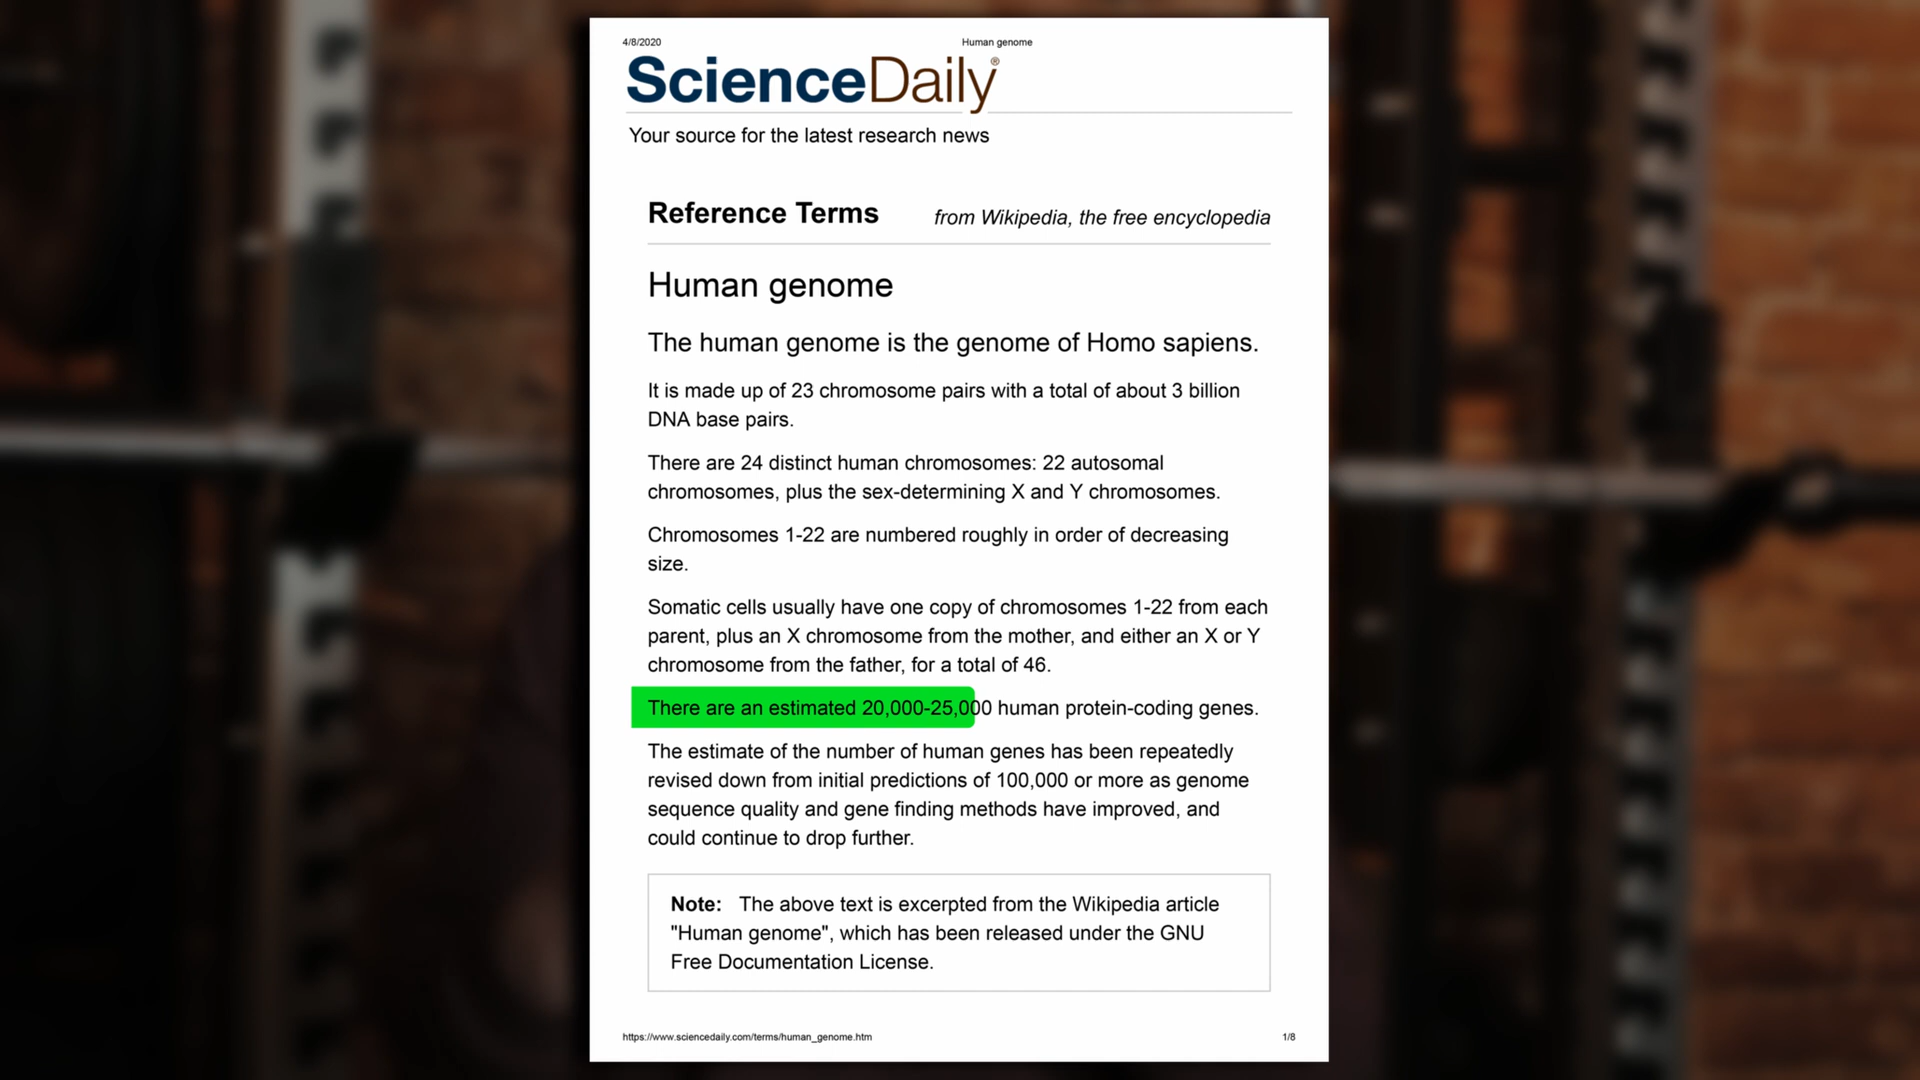 4/8/2020 Human genome
ScienceDaily®
Your source for the latest research news
Reference Terms from Wikipedia, the free encyclopedia
Human genome
The human genome is the genome of Homo sapiens.
It is made up of 23 chromosome pairs with a total of about 3 billion
DNA base pairs.
There are 24 distinct human chromosomes: 22 autosomal
chromosomes, plus the sex-determining X and Y chromosomes.
Chromosomes 1-22 are numbered roughly in order of decreasing
size.
Somatic cells usually have one copy of chromosomes 1-22 from each
parent, plus an X chromosome from the mother, and either an X or Y
chromosome from the father, for a total of 46.
There are an estimated 20,000-25,000 human protein-coding genes.
The estimate of the number of human genes has been repeatedly
revised down from initial predictions of 100,000 or more as genome
sequence quality and gene finding methods have improved, and
could continue to drop further.
Note: The above text is excerpted from the Wikipedia article
"Human genome", which has been released under the GNU
Free Documentation License.
https://www.sciencedaily.com/terms/human_genome.htm 1/8